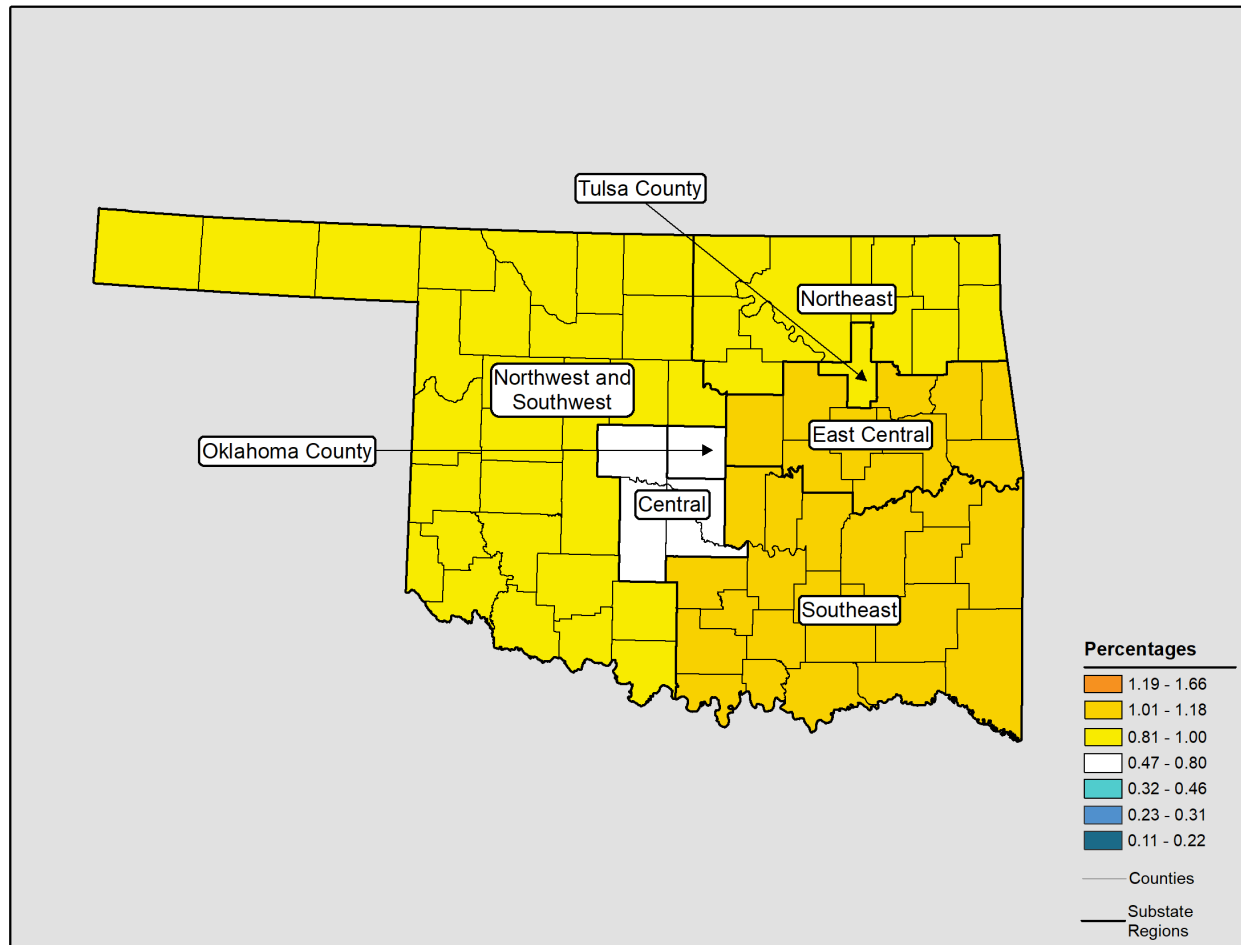 Tulsa County
Northeast
Northwest and
Southwest
East Central
Oklahoma County
Central
Southeast
Percentages
1.19 - 1.66
1.01 - 1.18
0.81 - 1.00
0.47 - 0.80
0.32 - 0.46
0.23 - 0.31
0.11 - 0.22
Counties
Substate
Regions